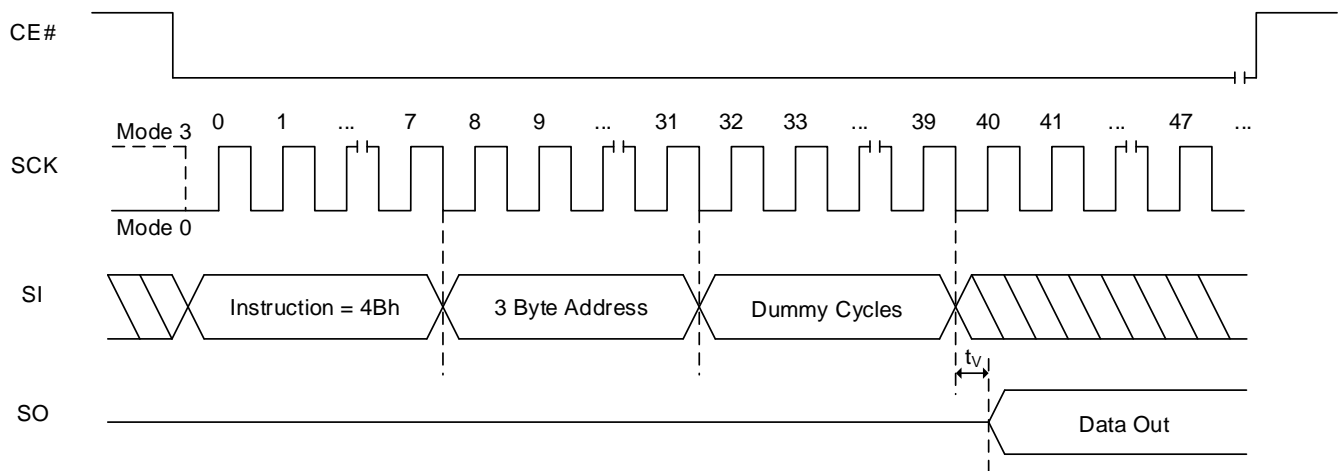 CE#
Mode 3 0 1 ... 7 8 9 ... 31 32 33 ... 39 40 41 ... 47 ...
SCK
Mode 0
SI Instruction = 4Bh 3 Byte Address Dummy Cycles
tV
SO Data Out